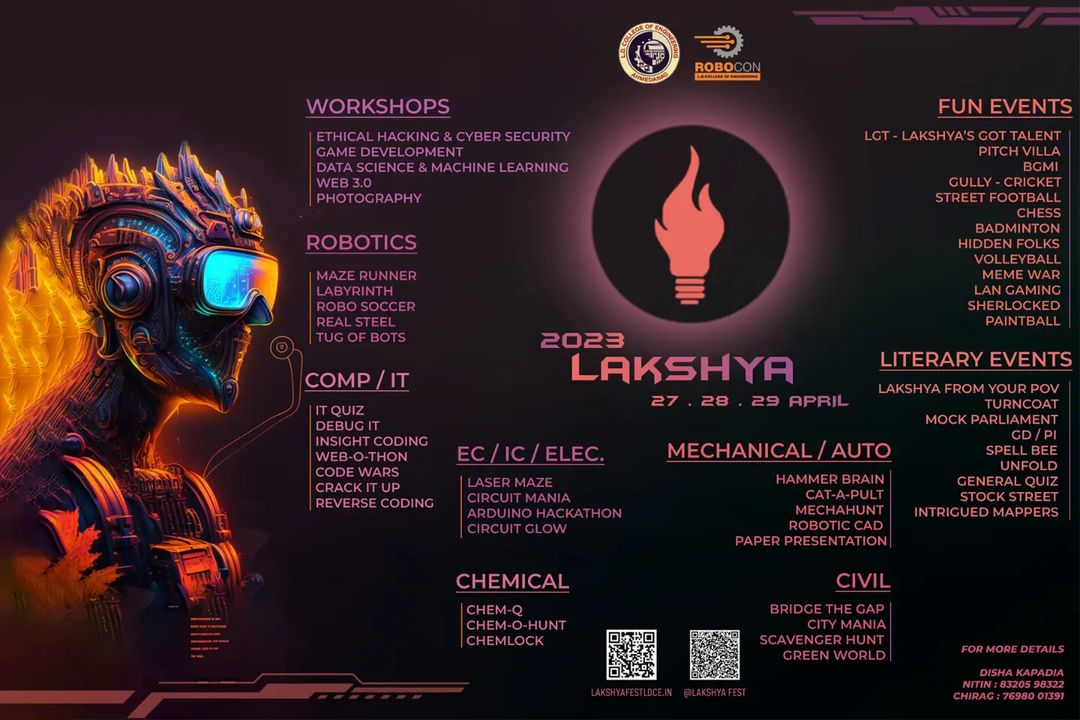 L.D. COLLEGE OF ENGINEERING
AHMEDABAD
ROBOCON
L.D. COLLEGE OF ENGINEERING
WORKSHOPS
ETHICAL HACKING & CYBER SECURITY
GAME DEVELOPMENT
DATA SCIENCE & MACHINE LEARNING
WEB 3.0
PHOTOGRAPHY
ROBOTICS
MAZE RUNNER
LABYRINTH
ROBO SOCCER
REAL STEEL
TUG OF BOTS
COMP / IT
IT QUIZ
DEBUG IT
INSIGHT CODING
WEB-O-THON
CODE WARS
CRACK IT UP
REVERSE CODING
2023
LAKSHYA
27 . 28 . 29 APRIL
EC / IC / ELEC.
LASER MAZE
CIRCUIT MANIA
ARDUINO HACKATHON
CIRCUIT GLOW
CHEMICAL
CHEM-Q
CHEM-O-HUNT
CHEMLOCK
MECHANICAL / AUTO
HAMMER BRAIN
CAT-A-PULT
MECHAHUNT
ROBOTIC CAD
PAPER PRESENTATION
CIVIL
BRIDGE THE GAP
CITY MANIA
SCAVENGER HUNT
GREEN WORLD
FUN EVENTS
LGT - LAKSHYA'S GOT TALENT
PITCH VILLA
BGMI
GULLY - CRICKET
STREET FOOTBALL
CHESS
BADMINTON
HIDDEN FOLKS
VOLLEYBALL
MEME WAR
LAN GAMING
SHERLOCKED
PAINTBALL
LITERARY EVENTS
LAKSHYA FROM YOUR POV
TURNCOAT
MOCK PARLIAMENT
GD / PI
SPELL BEE
UNFOLD
GENERAL QUIZ
STOCK STREET
INTRIGUED MAPPERS
LAKSHYAFESTLDCE.IN
@LAKSHYA FEST
FOR MORE DETAILS
DISHA KAPADIA
NITIN : 83205 98322
CHIRAG : 76980 01391